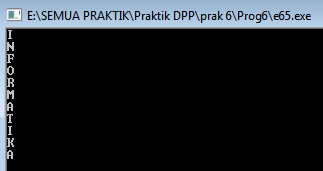 E:\SEMUA PRAKTIK\Praktik DPP\prak 6\Prog6\e65.exe
I
N
F
O
R
M
A
T
I
K
A